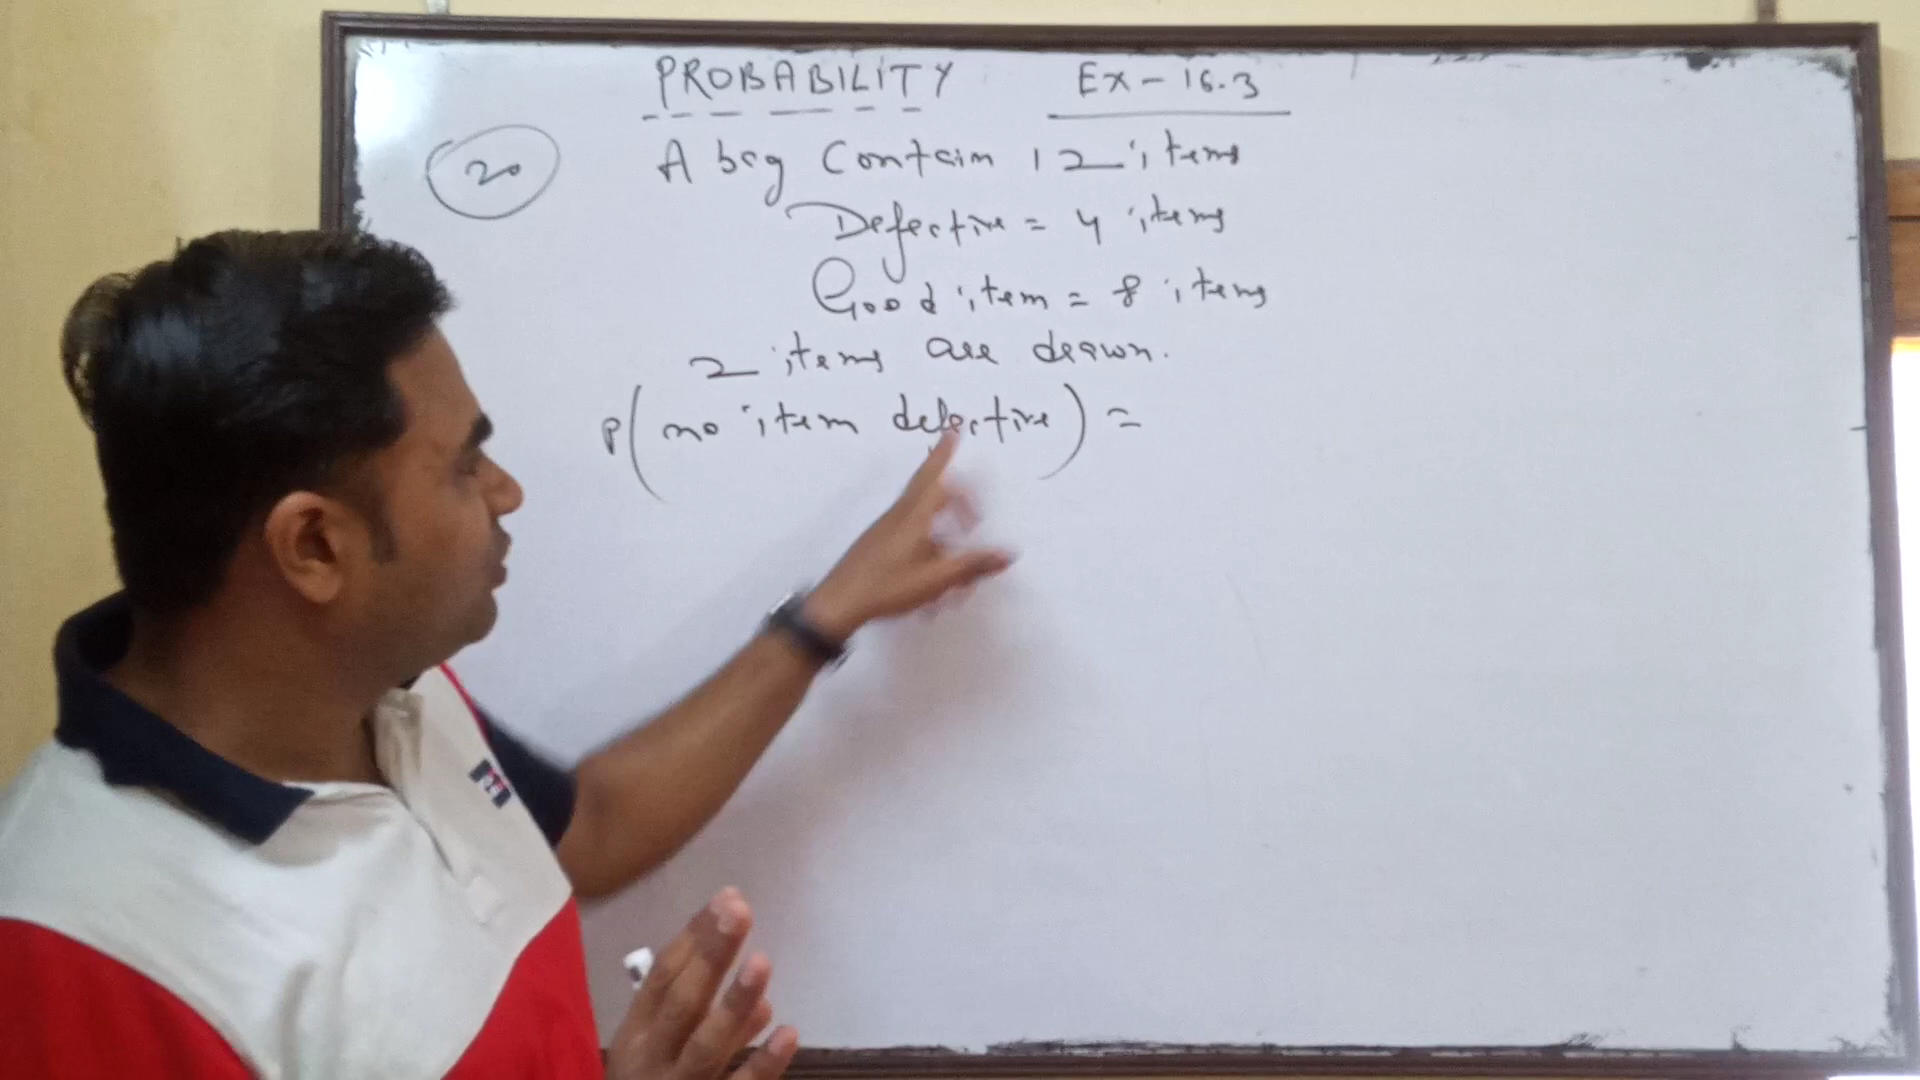 PROBABILITY Ex - 16.3
20 A bag Contain 12 items
Defective = 4 items
Good item = 8 items
2 items are drawn.
P(no item defective) =